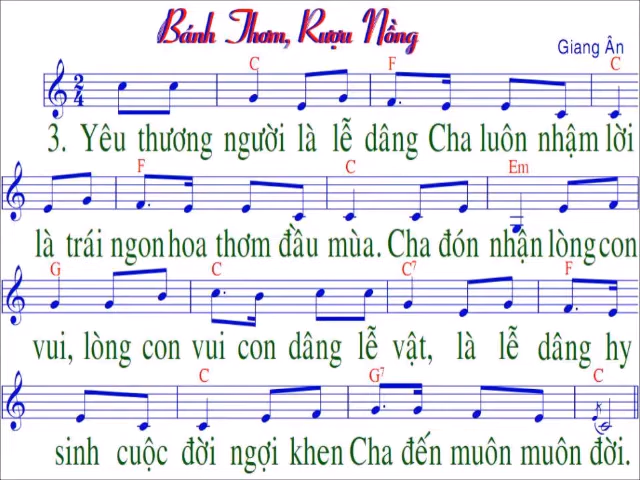 Bánh Thơm, Rượu Nồng
Giang Ân
C F C
2
4
3. Yêu thương người là lễ dâng Cha luôn nhậm lời
F C Em
là trái ngon hoa thơm đầu mùa. Cha đón nhận lòng con
G C C7 F
vui, lòng con vui con dâng lễ vật, là lễ dâng hy
C G7 C
sinh cuộc đời ngợi khen Cha đến muôn muôn đời.